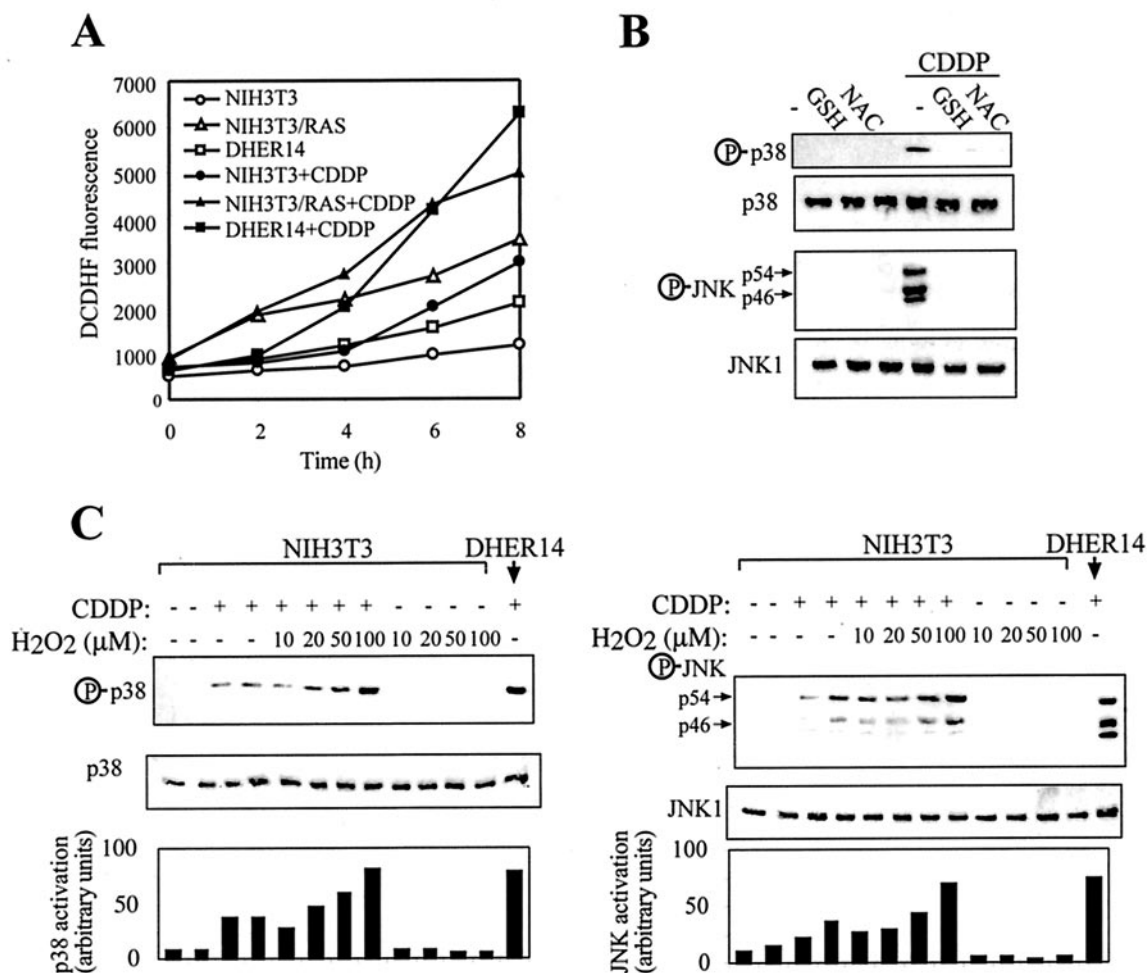 A
7000
6000
5000
4000
3000
2000
1000
0
DCDHF fluorescence
NIH3T3
NIH3T3/RAS
DHER14
NIH3T3+CDDP
NIH3T3/RAS+CDDP
DHER14+CDDP
0 2 4 6 8
Time (h)
B
CDDP
- GSH NAC - GSH NAC
P-p38
p38
P-JNK
p54
p46
JNK1
C
NIH3T3 DHER14
CDDP: - - + + + + + + - - - - +
H2O2 (μM): - - - - 10 20 50 100 10 20 50 100 -
P-p38
p38
p38 activation
(arbitrary units)
100
50
0
NIH3T3 DHER14
CDDP: - - + + + + + + - - - - +
H2O2 (μM): - - - - 10 20 50 100 10 20 50 100 -
P-JNK
p54
p46
JNK1
JNK activation
(arbitrary units)
100
50
0